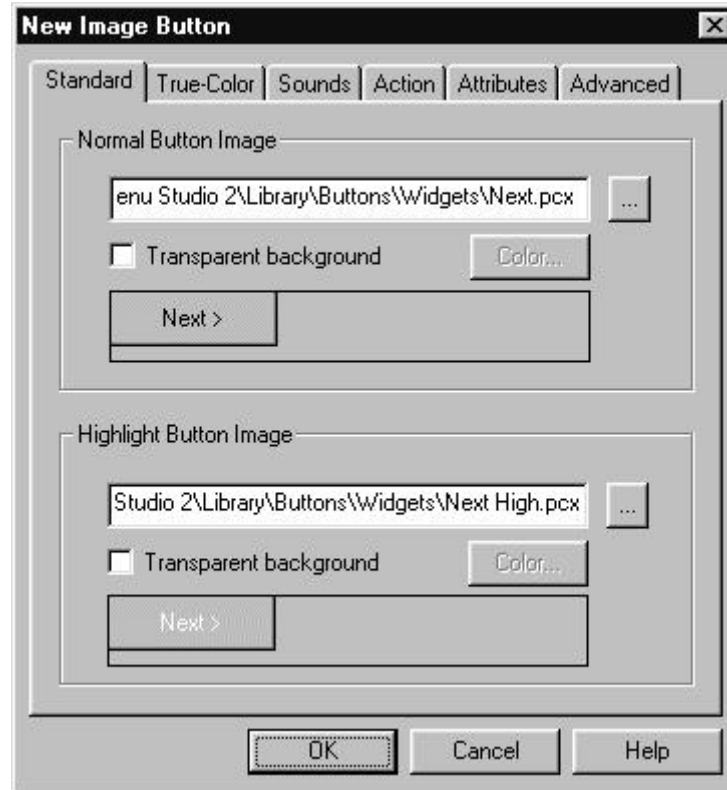 New Image Button
Standard True-Color Sounds Action Attributes Advanced
Normal Button Image
enu Studio 2\Library\Buttons\Widgets\Next.pcx ...
Transparent background Color...
Next >
Highlight Button Image
Studio 2\Library\Buttons\Widgets\Next High.pcx ...
Transparent background Color...
Next >
OK Cancel Help